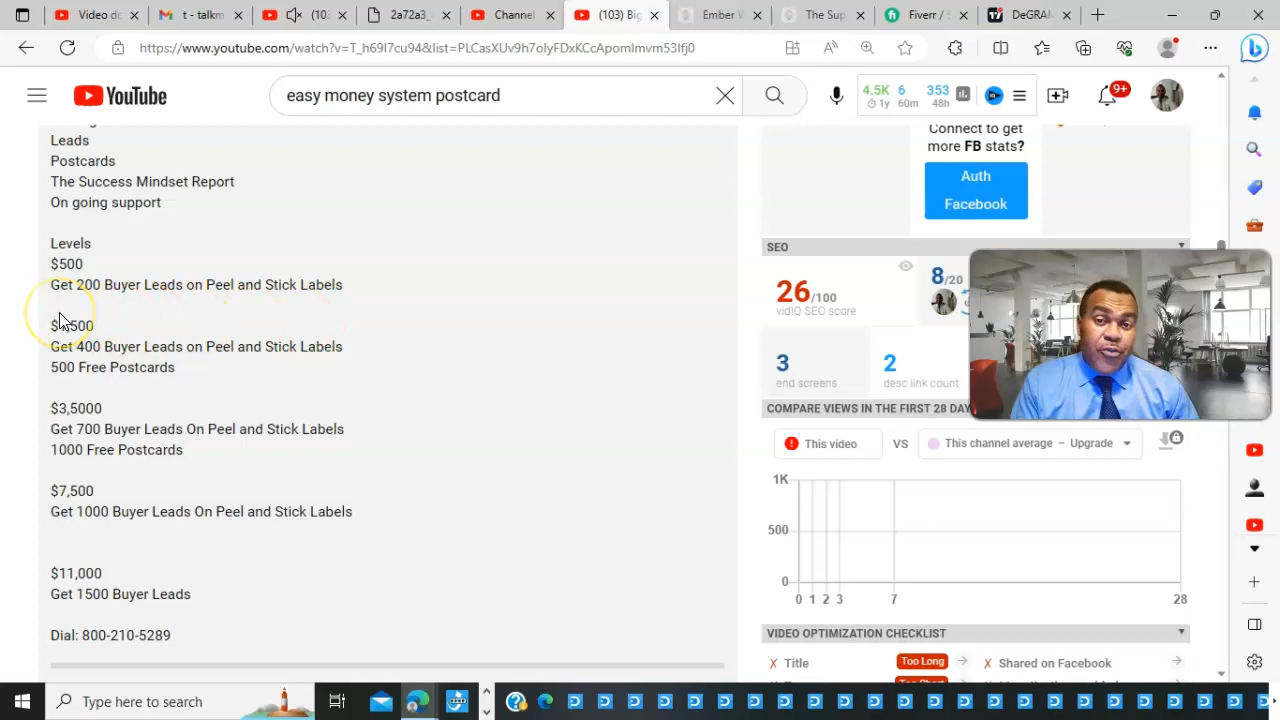 Video de
t - talkm
(103
2a72a3_
Channel
(103) Big
Ember W
The Sup
Fiverr / S
DeGRAM
https://www.youtube.com/watch?v=T_h69I7cu94&list=PLCasXUv9h7oIyFDxKCcApomImvm53Ifj0
YouTube
easy money system postcard
4.5K 6 353
1y 60m 48h
9+
Leads
Postcards
The Success Mindset Report
On going support
Levels
$500
Get 200 Buyer Leads on Peel and Stick Labels
500
Get 400 Buyer Leads on Peel and Stick Labels
500 Free Postcards
$3,5000
Get 700 Buyer Leads On Peel and Stick Labels
1000 Free Postcards
$7,500
Get 1000 Buyer Leads On Peel and Stick Labels
$11,000
Get 1500 Buyer Leads
Dial: 800-210-5289
Connect to get
more FB stats?
Auth
Facebook
SEO
26/100
vidIQ SEO score
8/20
3
end screens
2
desc link count
COMPARE VIEWS IN THE FIRST 28 DAY
This video VS This channel average – Upgrade
1K
500
0
0 1 2 3 7 28
VIDEO OPTIMIZATION CHECKLIST
Title Too Long
Shared on Facebook
Type here to search